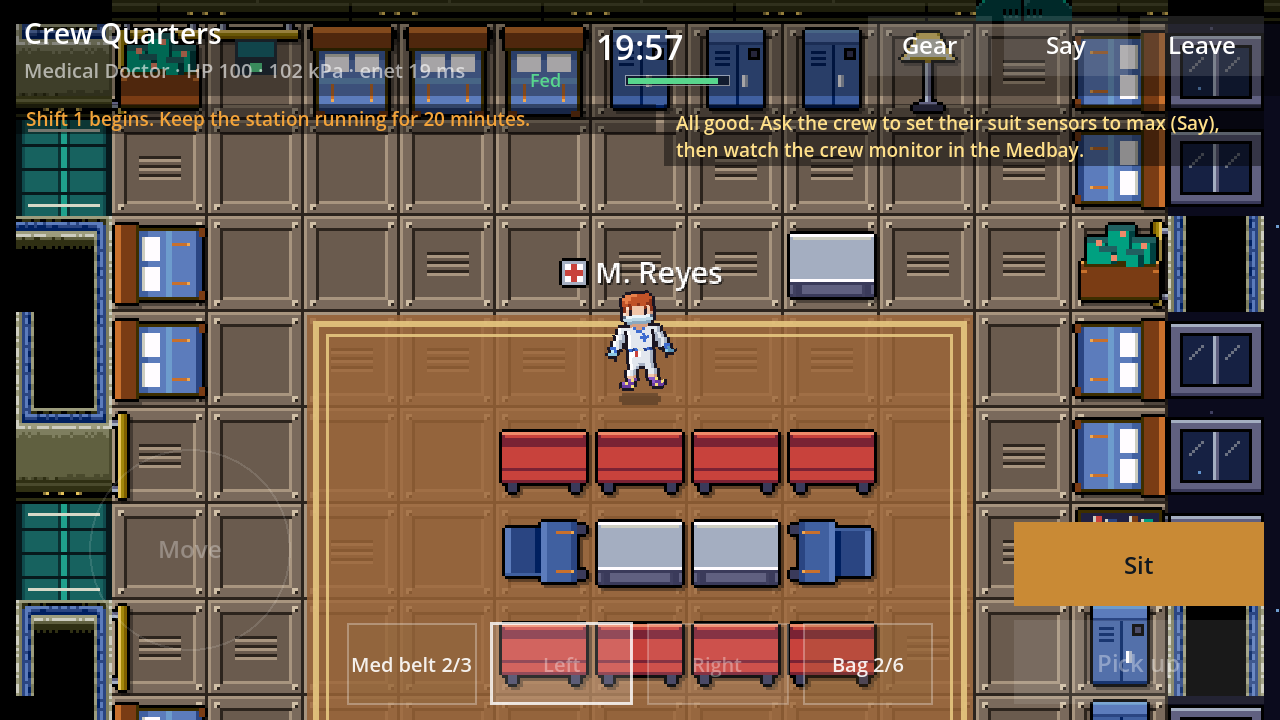 Crew Quarters
19:57
Gear
Say
Leave
Medical Doctor · HP 100 · 102 kPa · enet 19 ms
Fed
Shift 1 begins. Keep the station running for 20 minutes.
All good. Ask the crew to set their suit sensors to max (Say),
then watch the crew monitor in the Medbay.
M. Reyes
Move
Sit
Med belt 2/3
Left
Right
Bag 2/6
Pick up